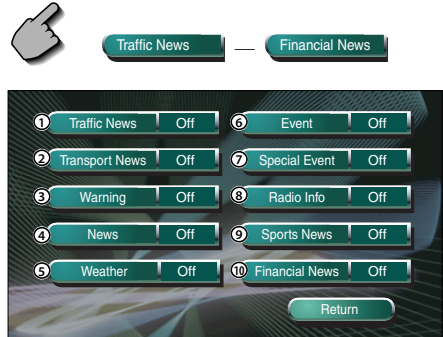 Traffic News — Financial News
① Traffic News Off
② Transport News Off
③ Warning Off
④ News Off
⑤ Weather Off
⑥ Event Off
⑦ Special Event Off
⑧ Radio Info Off
⑨ Sports News Off
⑩ Financial News Off
Return